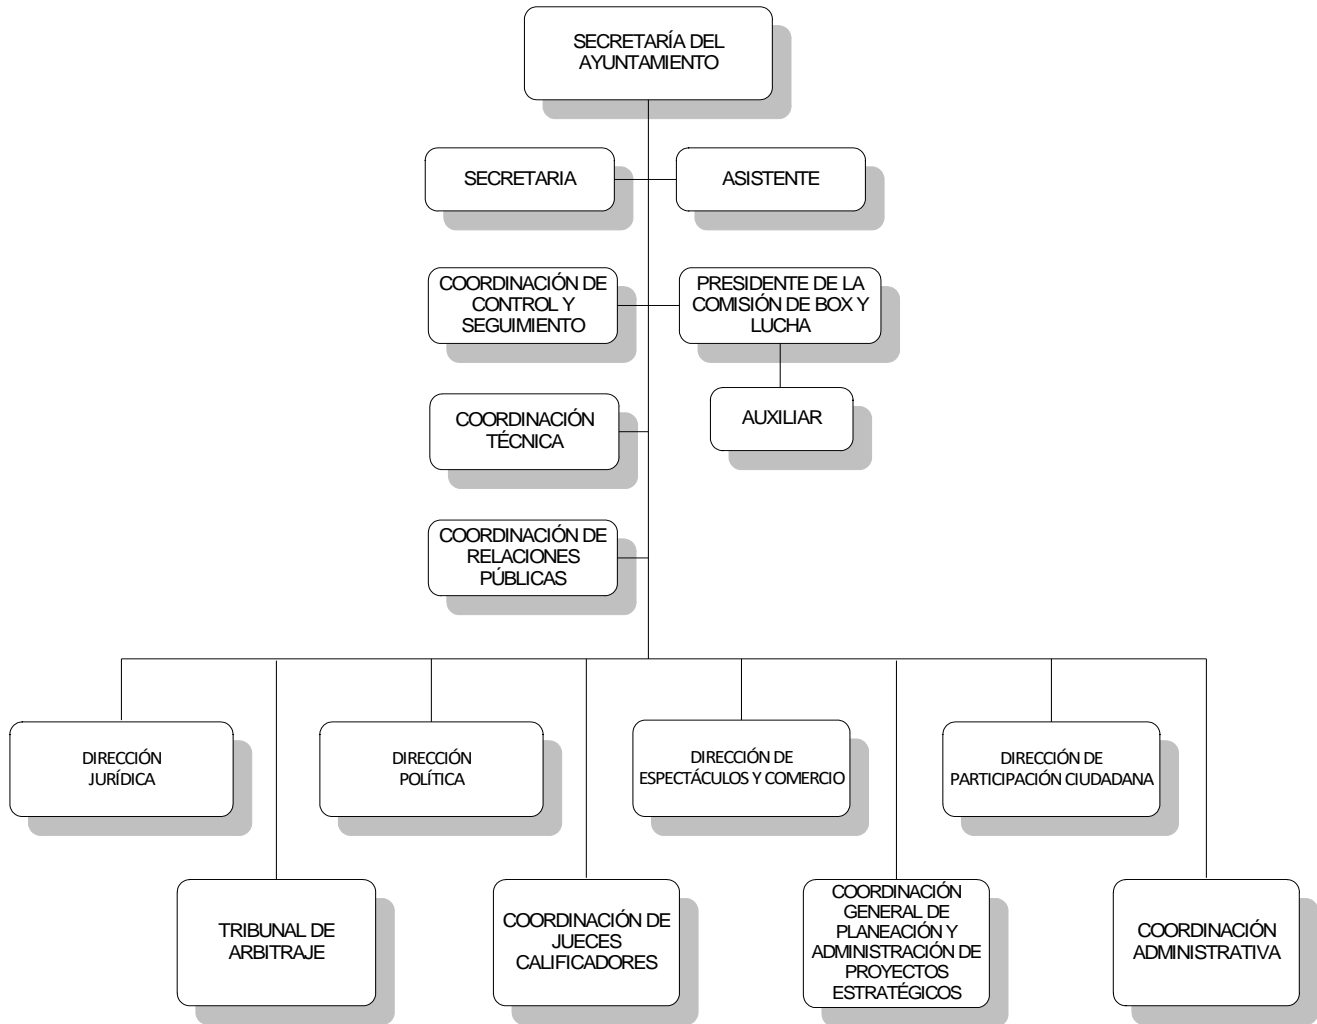 SECRETARÍA DEL
AYUNTAMIENTO
SECRETARIA
ASISTENTE
COORDINACIÓN DE
CONTROL Y
SEGUIMIENTO
PRESIDENTE DE LA
COMISIÓN DE BOX Y
LUCHA
COORDINACIÓN
TÉCNICA
AUXILIAR
COORDINACIÓN DE
RELACIONES
PÚBLICAS
DIRECCIÓN
JURÍDICA
DIRECCIÓN
POLÍTICA
DIRECCIÓN DE
ESPECTÁCULOS Y COMERCIO
DIRECCIÓN DE
PARTICIPACIÓN CIUDADANA
TRIBUNAL DE
ARBITRAJE
COORDINACIÓN DE
JUECES
CALIFICADORES
COORDINACIÓN
GENERAL DE
PLANEACIÓN Y
ADMINISTRACIÓN DE
PROYECTOS
ESTRATÉGICOS
COORDINACIÓN
ADMINISTRATIVA